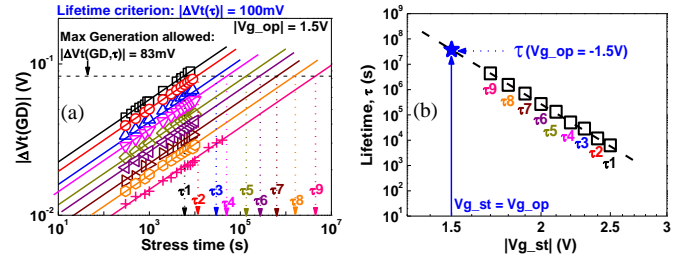 Lifetime criterion: |ΔVt(τ)| = 100mV
Max Generation allowed:
|ΔVt(GD,τ)| = 83mV
|Vg_op| = 1.5V
(a)
|ΔVt(GD)| (V)
10⁻¹
10⁻²
τ1
τ2
τ3
τ4
τ5
τ6
τ7
τ8
τ9
10¹ 10³ 10⁵ 10⁷
Stress time (s)
(b)
Lifetime, τ (s)
10⁸
10⁷
10⁶
10⁵
10⁴
10³
10²
10¹
10⁰
τ (Vg_op = -1.5V)
τ9
τ8
τ7
τ6
τ5
τ4
τ3
τ2
τ1
Vg_st = Vg_op
1.5 2.0 2.5 3.0
|Vg_st| (V)